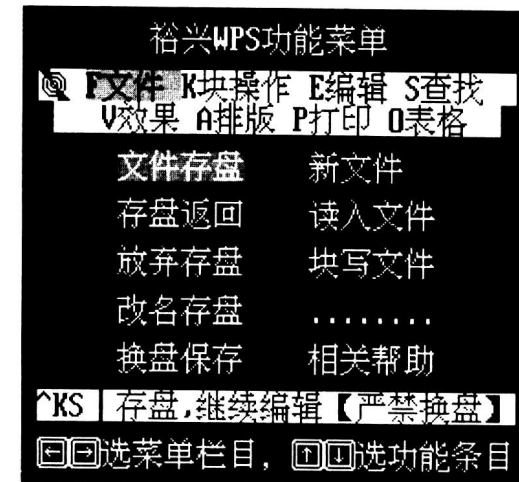 裕兴WPS功能菜单
F文件 K块操作 E编辑 S查找
V效果 A排版 P打印 O表格
文件存盘 新文件
存盘返回 读入文件
放弃存盘 块写文件
改名存盘 ........
换盘保存 相关帮助
^KS 存盘,继续编辑【严禁换盘】
←→选菜单栏目, ↑↓选功能条目